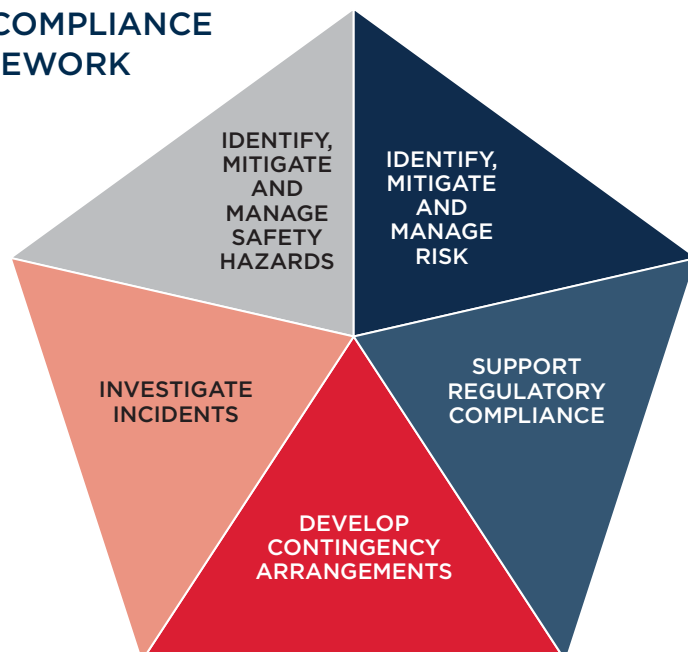 COMPLIANCE
EWORK
IDENTIFY,
MITIGATE
AND
MANAGE
SAFETY
HAZARDS
IDENTIFY,
MITIGATE
AND
MANAGE
RISK
INVESTIGATE
INCIDENTS
SUPPORT
REGULATORY
COMPLIANCE
DEVELOP
CONTINGENCY
ARRANGEMENTS